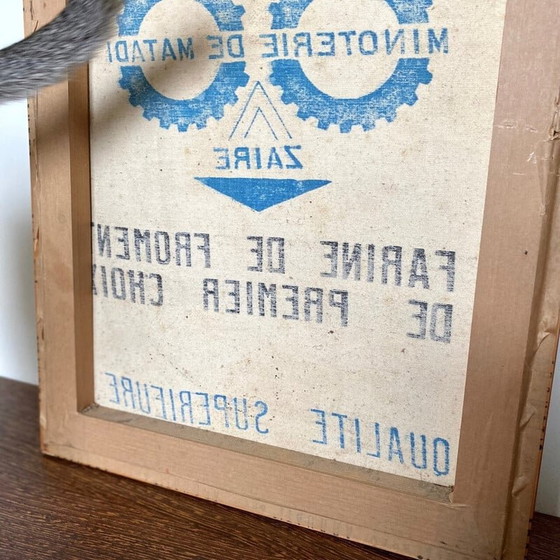 MINOTERIE DE MATADI
ZAIRE
FARINE DE FROMENT
DE PREMIER CHOIX
QUALITE SUPERIEURE